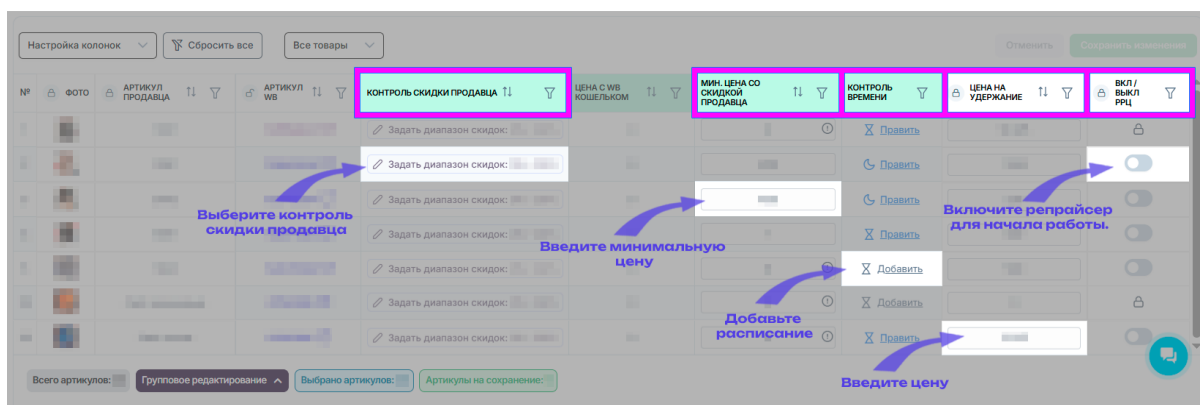 Настройка колонок
Сбросить все
Все товары
Отменить
Сохранить изменения
№
ФОТО
АРТИКУЛ
ПРОДАВЦА
АРТИКУЛ
WB
КОНТРОЛЬ СКИДКИ ПРОДАВЦА
ЦЕНА С WB
КОШЕЛЬКОМ
МИН. ЦЕНА СО
СКИДКОЙ
ПРОДАВЦА
КОНТРОЛЬ
ВРЕМЕНИ
ЦЕНА НА
УДЕРЖАНИЕ
ВКЛ /
ВЫКЛ
РРЦ
Задать диапазон скидок:
Править
Задать диапазон скидок:
Править
Задать диапазон скидок:
Править
Задать диапазон скидок:
Править
Задать диапазон скидок:
Добавить
Задать диапазон скидок:
Добавить
Задать диапазон скидок:
Править
Выберите контроль
скидки продавца
Введите минимальную
цену
Добавьте
расписание
Введите цену
Включите репрайсер
для начала работы.
Всего артикулов:
Групповое редактирование
Выбрано артикулов:
Артикулы на сохранение: